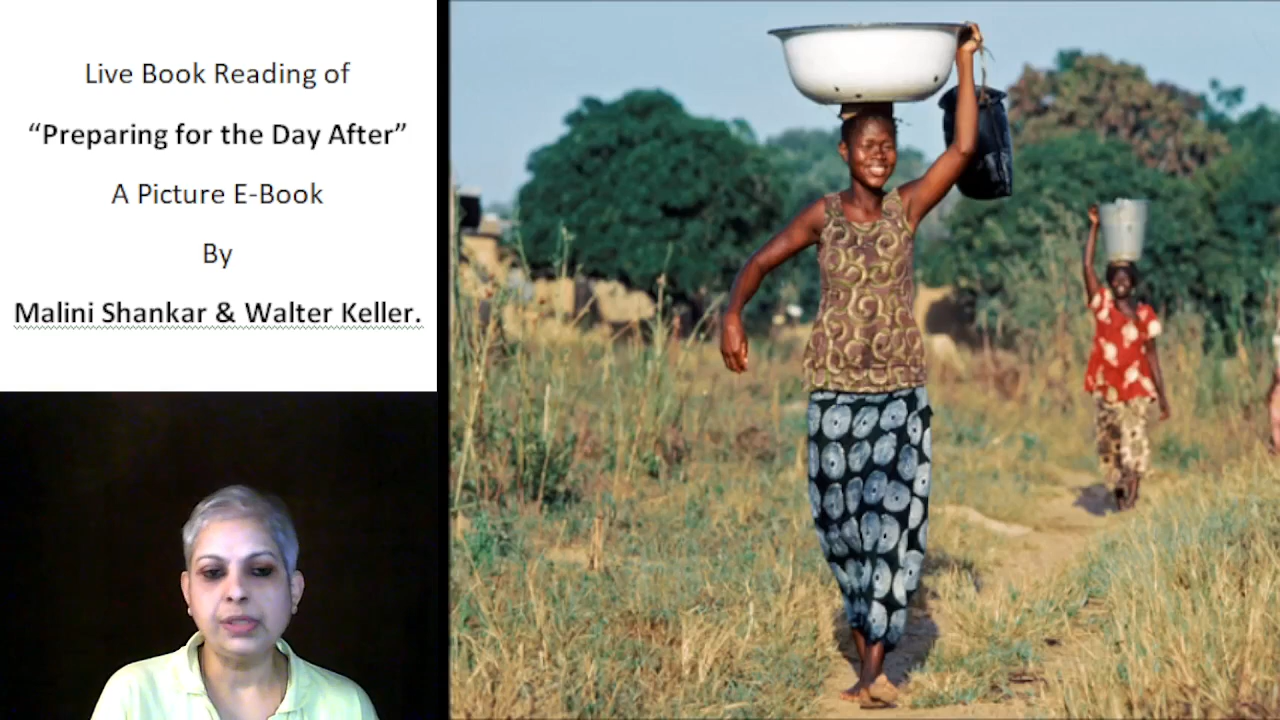 Live Book Reading of
“Preparing for the Day After”
A Picture E-Book
By
Malini Shankar & Walter Keller.